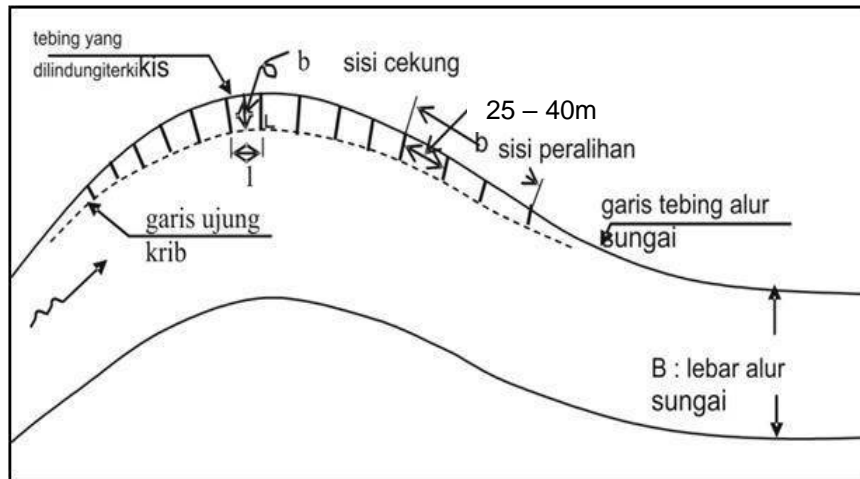 tebing yang
dilindungiterkikis
b
sisi cekung
25 – 40m
b
sisi peralihan
L
l
garis ujung
krib
garis tebing alur
sungai
B : lebar alur
sungai